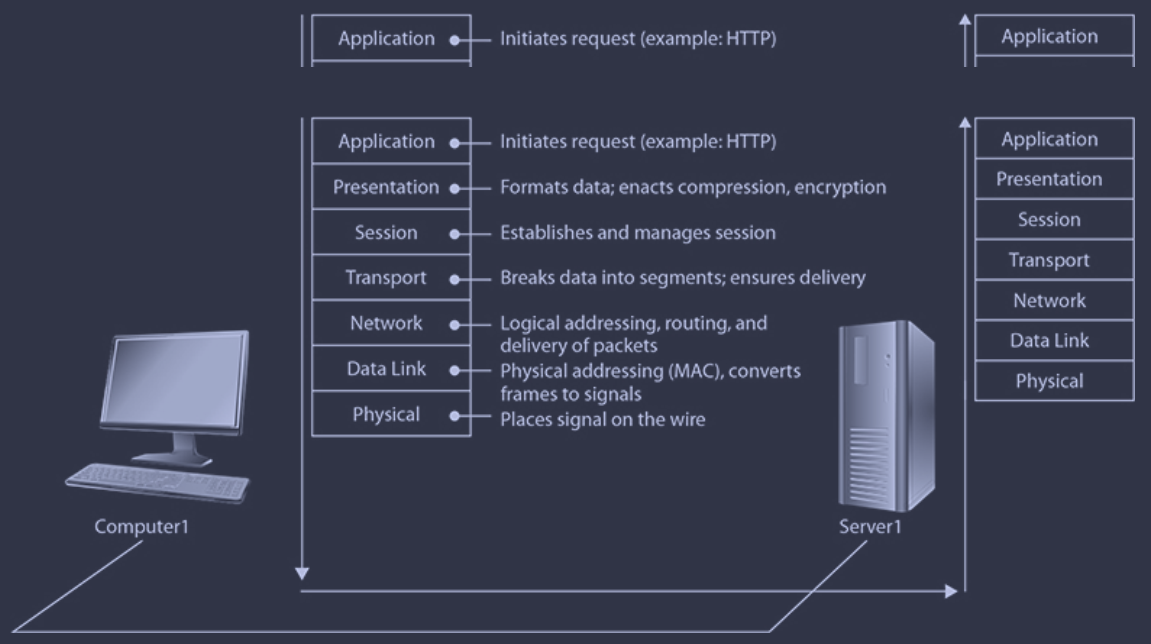 Application
Initiates request (example: HTTP)
Application
Application
Initiates request (example: HTTP)
Presentation
Formats data; enacts compression, encryption
Session
Establishes and manages session
Transport
Breaks data into segments; ensures delivery
Network
Logical addressing, routing, and
delivery of packets
Data Link
Physical addressing (MAC), converts
frames to signals
Physical
Places signal on the wire
Application
Presentation
Session
Transport
Network
Data Link
Physical
Computer1
Server1